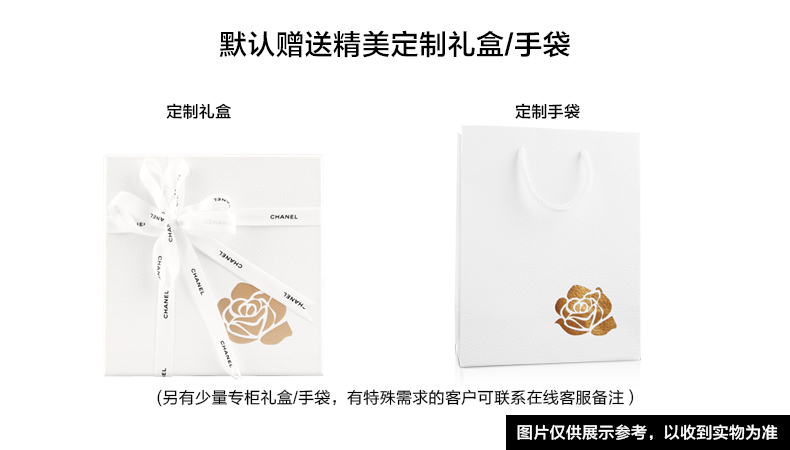 默认赠送精美定制礼盒/手袋
定制礼盒
定制手袋
CHANEL
CHANEL
CHANEL
CHANEL
CHANEL
CHANEL
CHANEL
(另有少量专柜礼盒/手袋，有特殊需求的客户可联系在线客服备注 )
图片仅供展示参考，以收到实物为准